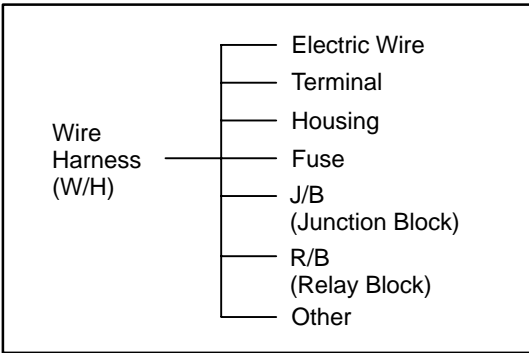 Wire
Harness
(W/H)
Electric Wire
Terminal
Housing
Fuse
J/B
(Junction Block)
R/B
(Relay Block)
Other